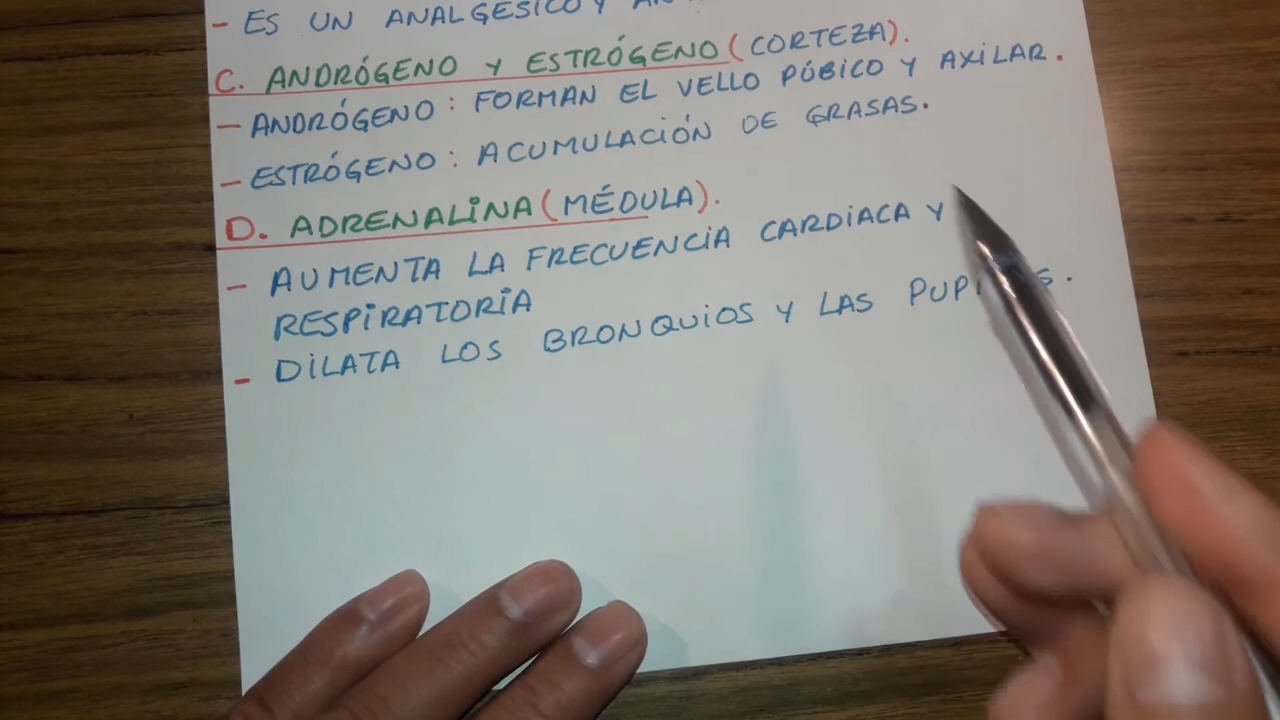 - ES UN ANALGÉSICO Y
C. ANDRÓGENO Y ESTRÓGENO (CORTEZA).
- ANDRÓGENO: FORMAN EL VELLO PÚBICO Y AXILAR.
- ESTRÓGENO: ACUMULACIÓN DE GRASAS.
D. ADRENALINA (MÉDULA).
- AUMENTA LA FRECUENCIA CARDIACA Y
RESPIRATORIA
- DILATA LOS BRONQUIOS Y LAS